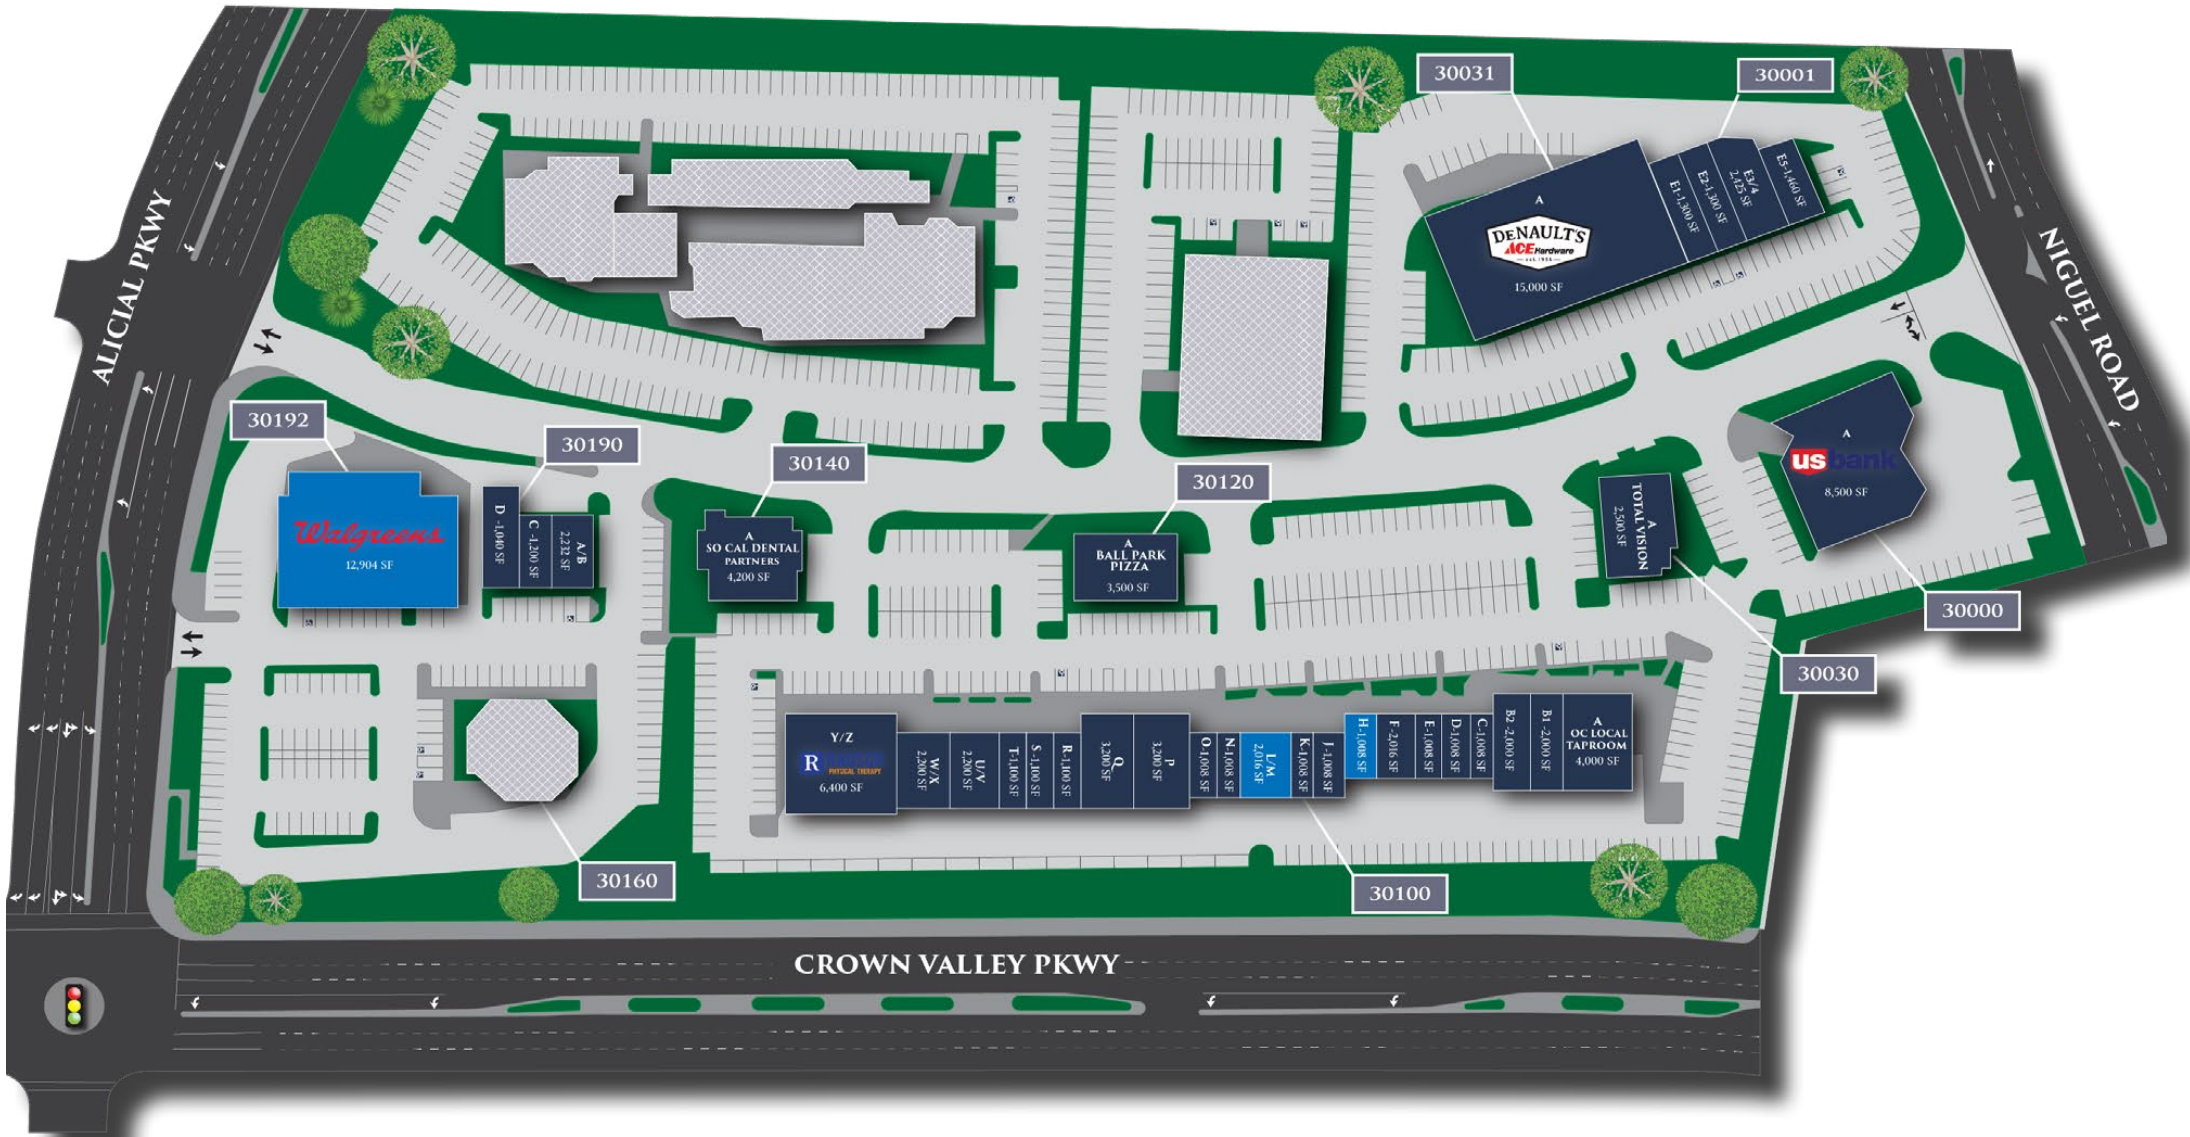 30031
30001
ALICIAL PKWY
NIGUEL ROAD
A
DENAULT'S
ACE Hardware
est. 1955
15,000 SF
E1-1,300 SF
E2-1,300 SF
E3/4
2,425 SF
E5-1,460 SF
30192
30190
30140
30120
Walgreens
12,904 SF
D -1,040 SF
C -1,200 SF
A/B
2,232 SF
A
SO CAL DENTAL
PARTNERS
4,200 SF
A
BALL PARK
PIZZA
3,500 SF
A
TOTAL VISION
2,500 SF
A
us bank
8,500 SF
30000
30030
Y/Z
R
PHYSICAL THERAPY
6,400 SF
W/X
2,200 SF
U/V
2,200 SF
T-1,100 SF
S -1,100 SF
R-1,100 SF
Q
3,200 SF
P
3,200 SF
O-1,008 SF
N-1,008 SF
L/M
2,016 SF
K-1,008 SF
J-1,008 SF
H-1,008 SF
F-2,016 SF
E-1,008 SF
D-1,008 SF
C-1,008 SF
B2 -2,000 SF
B1 -2,000 SF
A
OC LOCAL
TAPROOM
4,000 SF
30160
30100
CROWN VALLEY PKWY